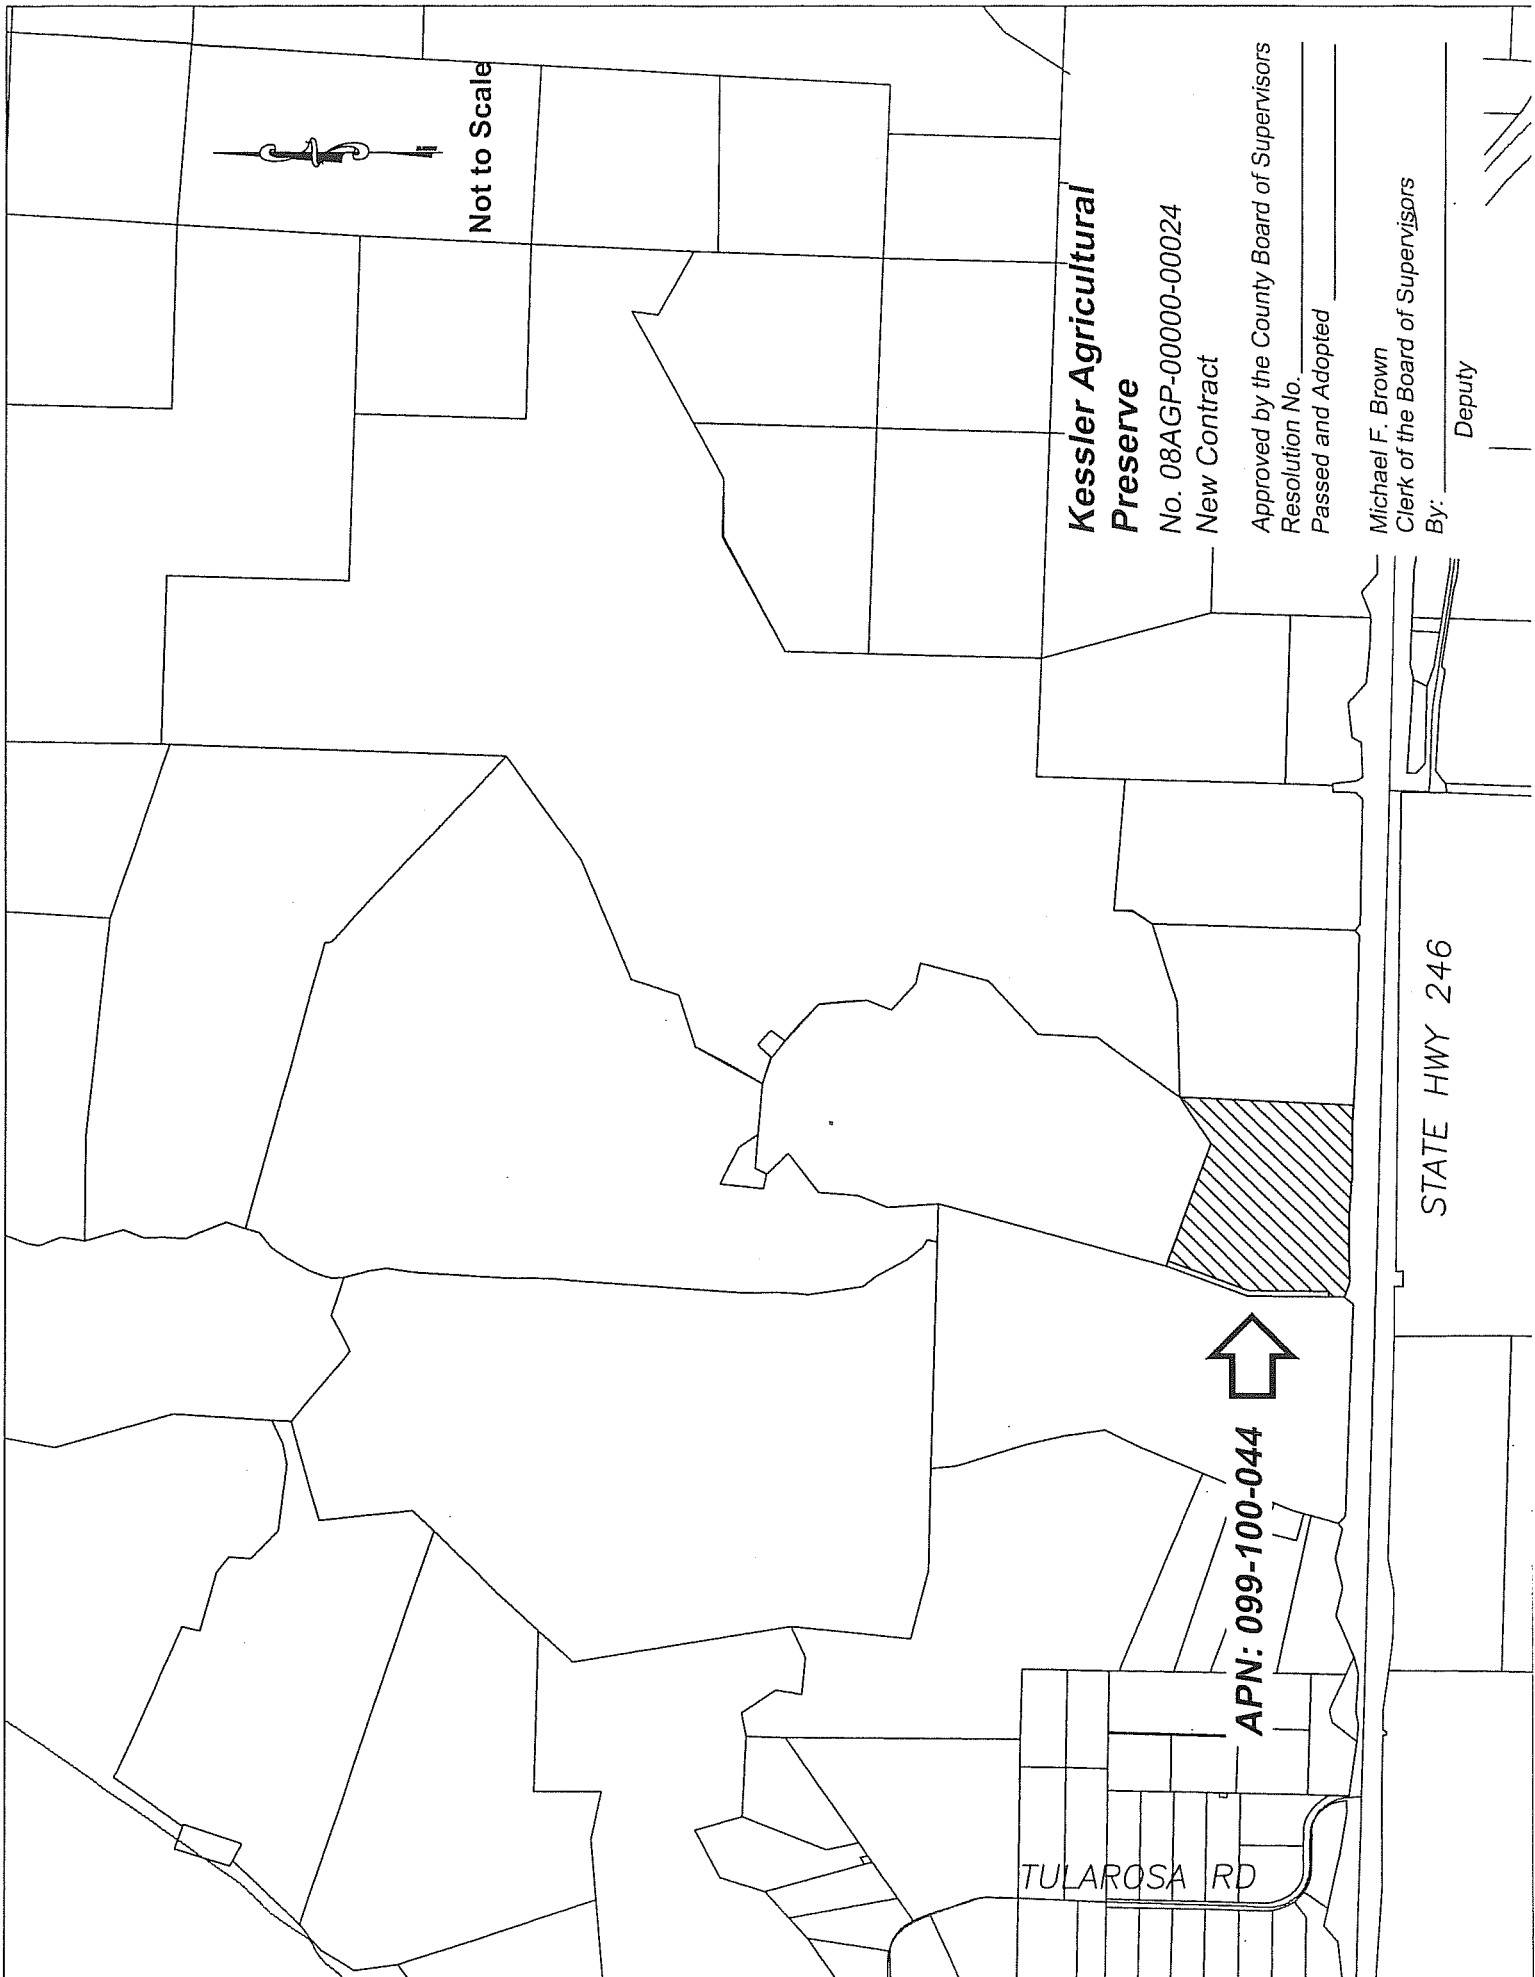 Not to Scale
Kessler Agricultural
Preserve
No. 08AGP-00000-00024
New Contract
Approved by the County Board of Supervisors
Resolution No.
Passed and Adopted
Michael F. Brown
Clerk of the Board of Supervisors
By:
Deputy
STATE HWY 246
APN: 099-100-044
TULAROSA RD